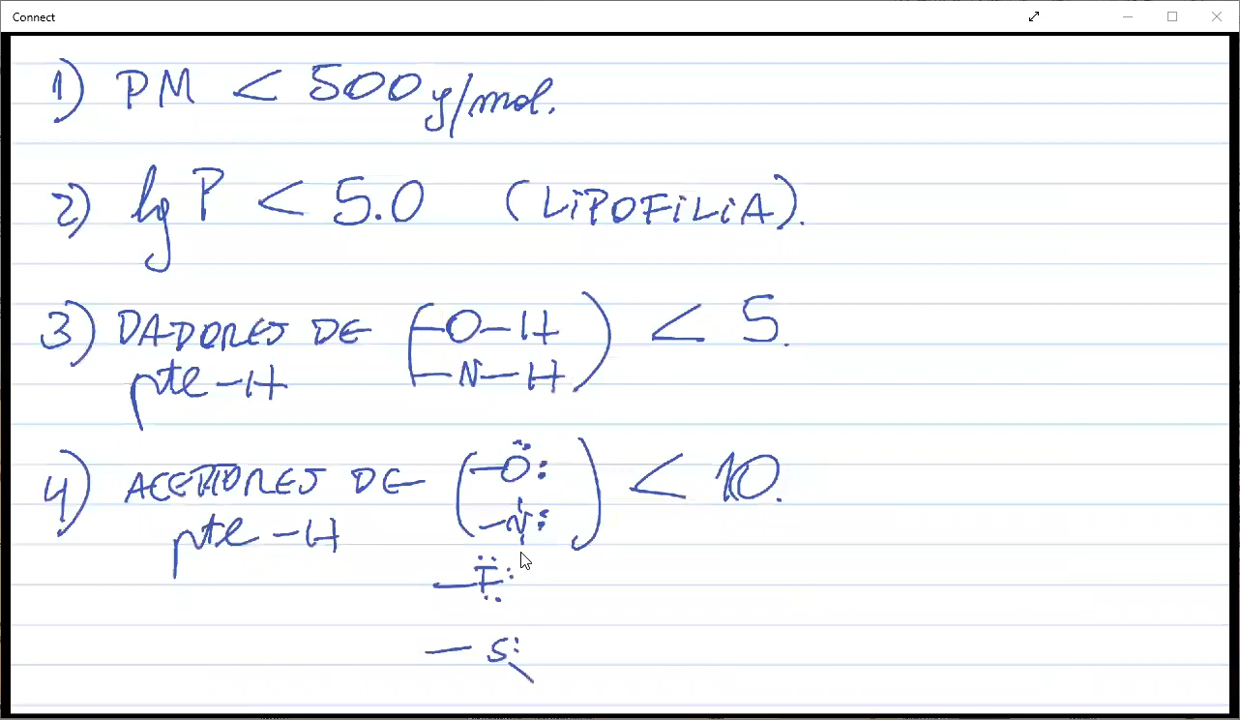 Connect
1) PM < 500 g/mol.
2) lg P < 5.0 (LiPOFiLiA).
3) DADORES DE (-O-H < 5.
pte-H -N-H)
4) ACEPTORES DE (-Ö: < 10.
pte-H -N:)
-F:
-S: